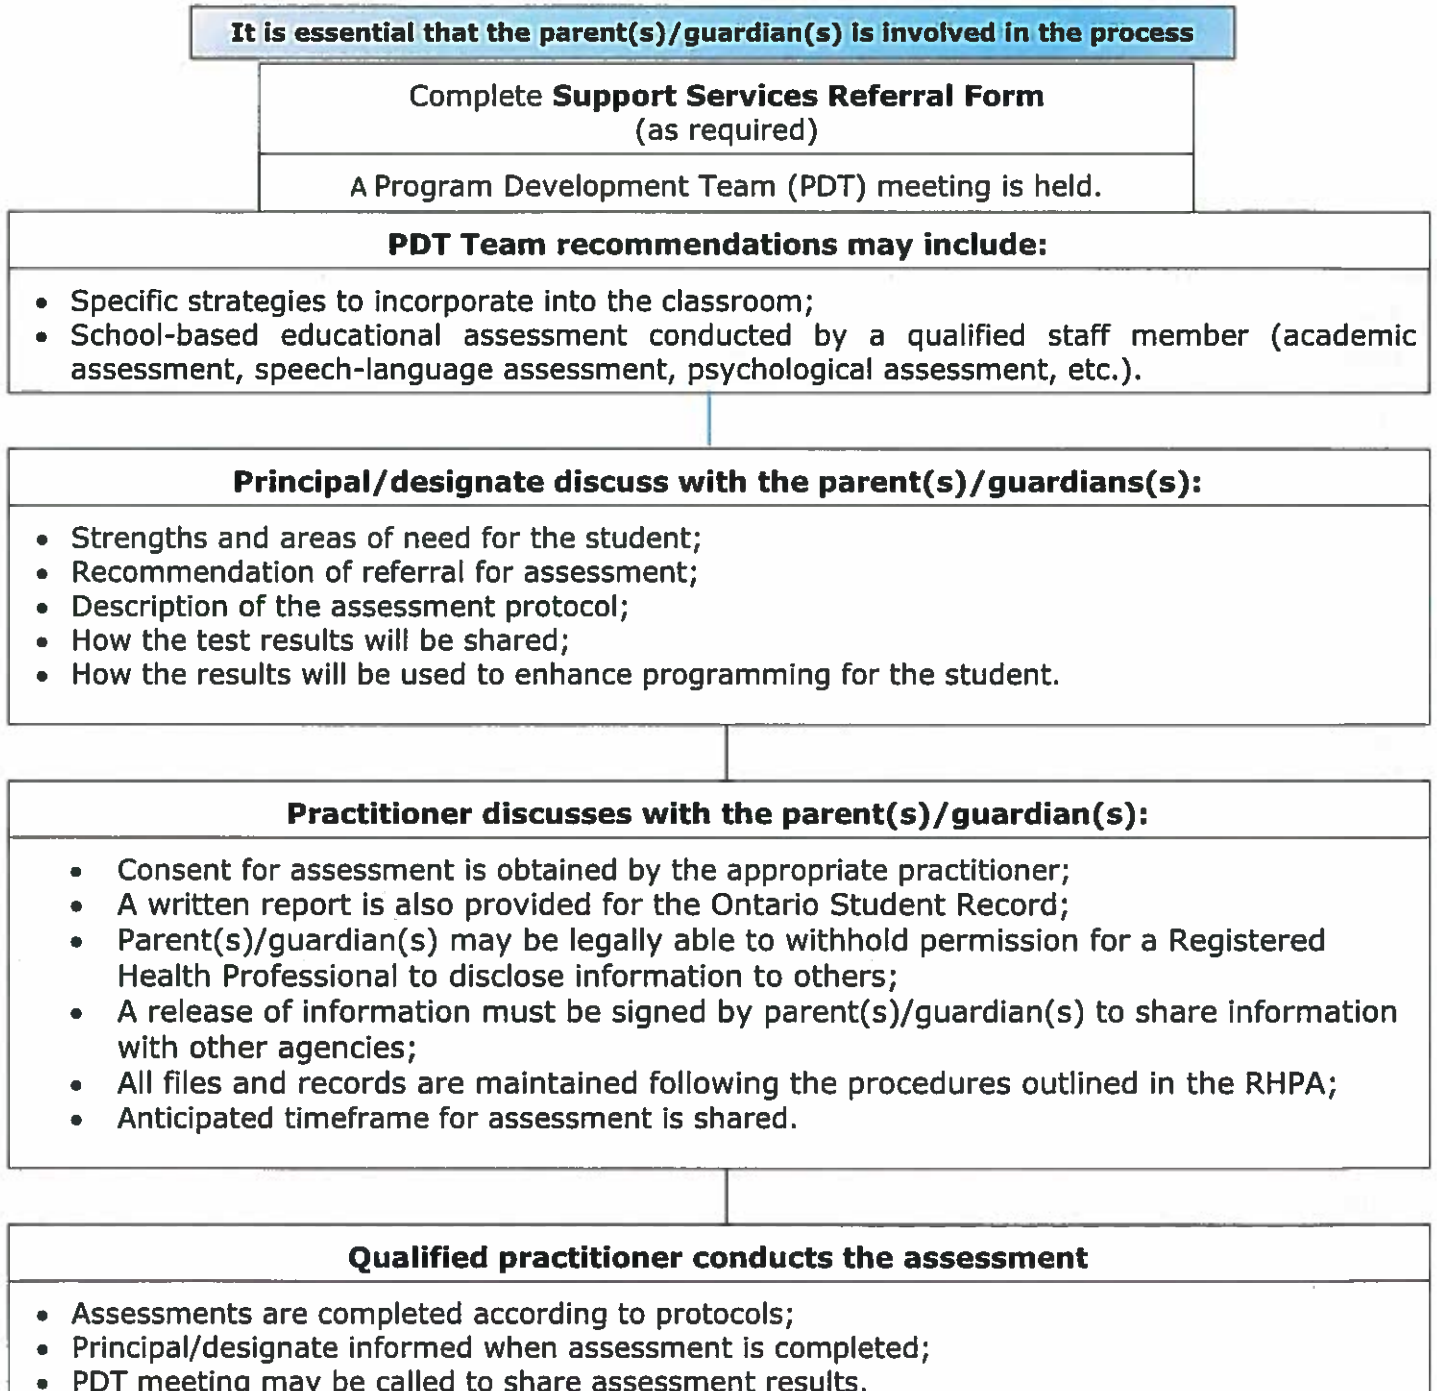 It is essential that the parent(s)/guardian(s) is involved in the process
Complete Support Services Referral Form
(as required)
A Program Development Team (PDT) meeting is held.
PDT Team recommendations may include:
• Specific strategies to incorporate into the classroom;
• School-based educational assessment conducted by a qualified staff member (academic
assessment, speech-language assessment, psychological assessment, etc.).
Principal/designate discuss with the parent(s)/guardians(s):
• Strengths and areas of need for the student;
• Recommendation of referral for assessment;
• Description of the assessment protocol;
• How the test results will be shared;
• How the results will be used to enhance programming for the student.
Practitioner discusses with the parent(s)/guardian(s):
• Consent for assessment is obtained by the appropriate practitioner;
• A written report is also provided for the Ontario Student Record;
• Parent(s)/guardian(s) may be legally able to withhold permission for a Registered
Health Professional to disclose information to others;
• A release of information must be signed by parent(s)/guardian(s) to share information
with other agencies;
• All files and records are maintained following the procedures outlined in the RHPA;
• Anticipated timeframe for assessment is shared.
Qualified practitioner conducts the assessment
• Assessments are completed according to protocols;
• Principal/designate informed when assessment is completed;
• PDT meeting may be called to share assessment results.